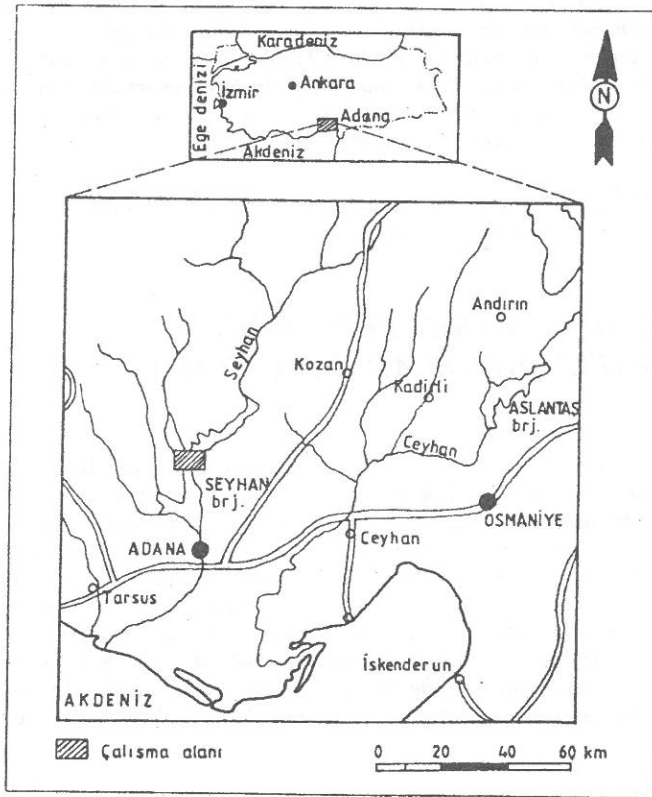 Karadeniz
Ege denizi
İzmir
Ankara
Adana
Akdeniz
N
Andırın
Seyhan
Kozan
Kadirli
ASLANTAŞ
brj.
Ceyhan
SEYHAN
brj.
OSMANİYE
ADANA
Ceyhan
Tarsus
İskenderun
AKDENİZ
Çalışma alanı
0 20 40 60 km